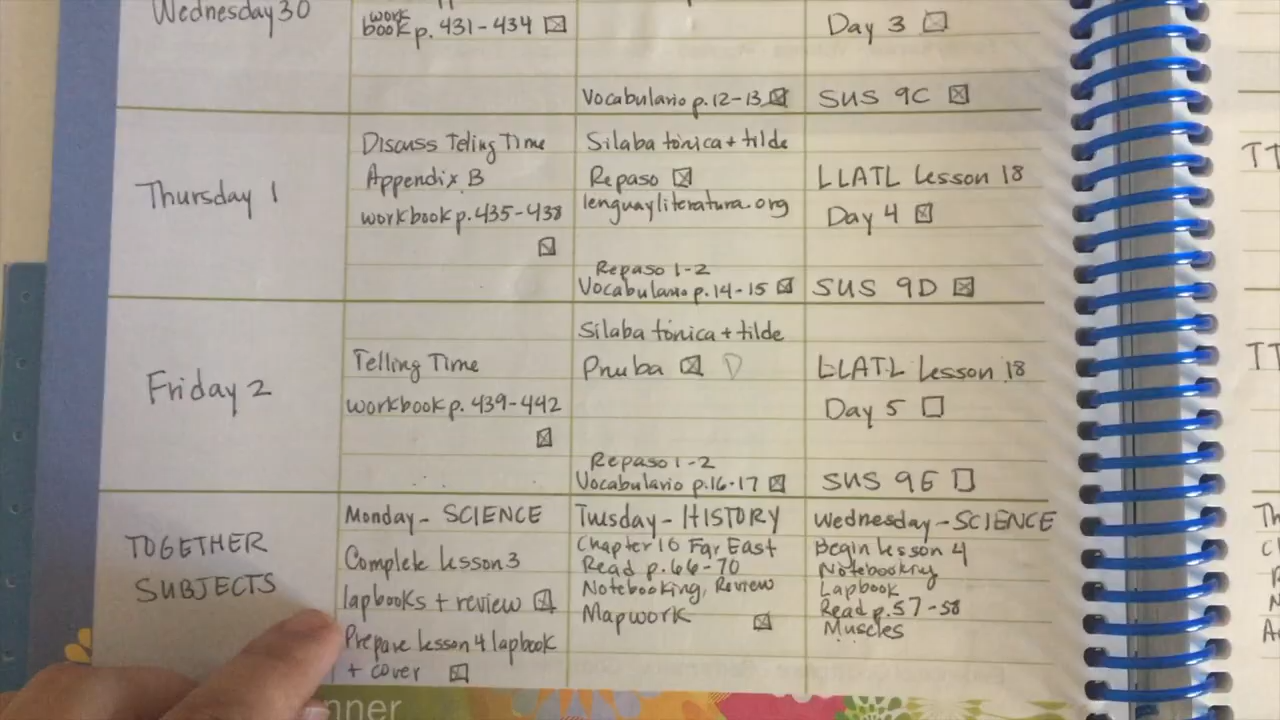 Wednesday 30
work
book p. 431-434
Day 3
Vocabulario p. 12-13
SUS 9C
Thursday 1
Discuss Teling Time
Appendix B
workbook p. 435-438
Silaba tónica + tilde
Repaso
lenguayliteratura.org
Repaso 1-2
Vocabulario p. 14-15
LLATL Lesson 18
Day 4
SUS 9D
Friday 2
Telling Time
workbook p. 439-442
Silaba tónica + tilde
Prueba
Repaso 1-2
Vocabulario p. 16-17
LLATL Lesson 18
Day 5
SUS 9E
TOGETHER
SUBJECTS
Monday - SCIENCE
Complete lesson 3
lapbooks + review
Prepare lesson 4 lapbook
+ cover
Tuesday - HISTORY
Chapter 16 Far East
Read p. 66-70
Notebooking, Review
Mapwork
Wednesday - SCIENCE
Begin lesson 4
Notebooking
Lapbook
Read p. 57-58
Muscles
nner